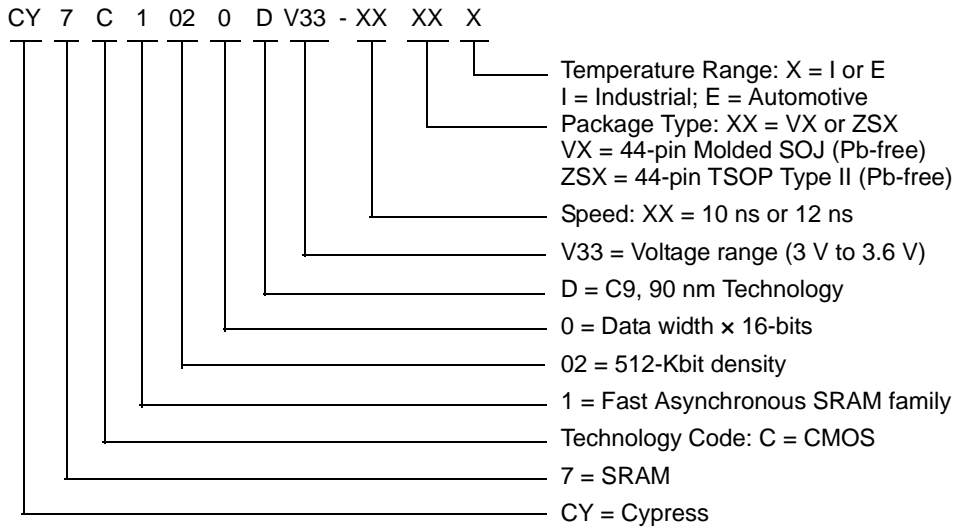 CY 7 C 1 02 0 D V33 - XX XX X
Temperature Range: X = I or E
I = Industrial; E = Automotive
Package Type: XX = VX or ZSX
VX = 44-pin Molded SOJ (Pb-free)
ZSX = 44-pin TSOP Type II (Pb-free)
Speed: XX = 10 ns or 12 ns
V33 = Voltage range (3 V to 3.6 V)
D = C9, 90 nm Technology
0 = Data width × 16-bits
02 = 512-Kbit density
1 = Fast Asynchronous SRAM family
Technology Code: C = CMOS
7 = SRAM
CY = Cypress